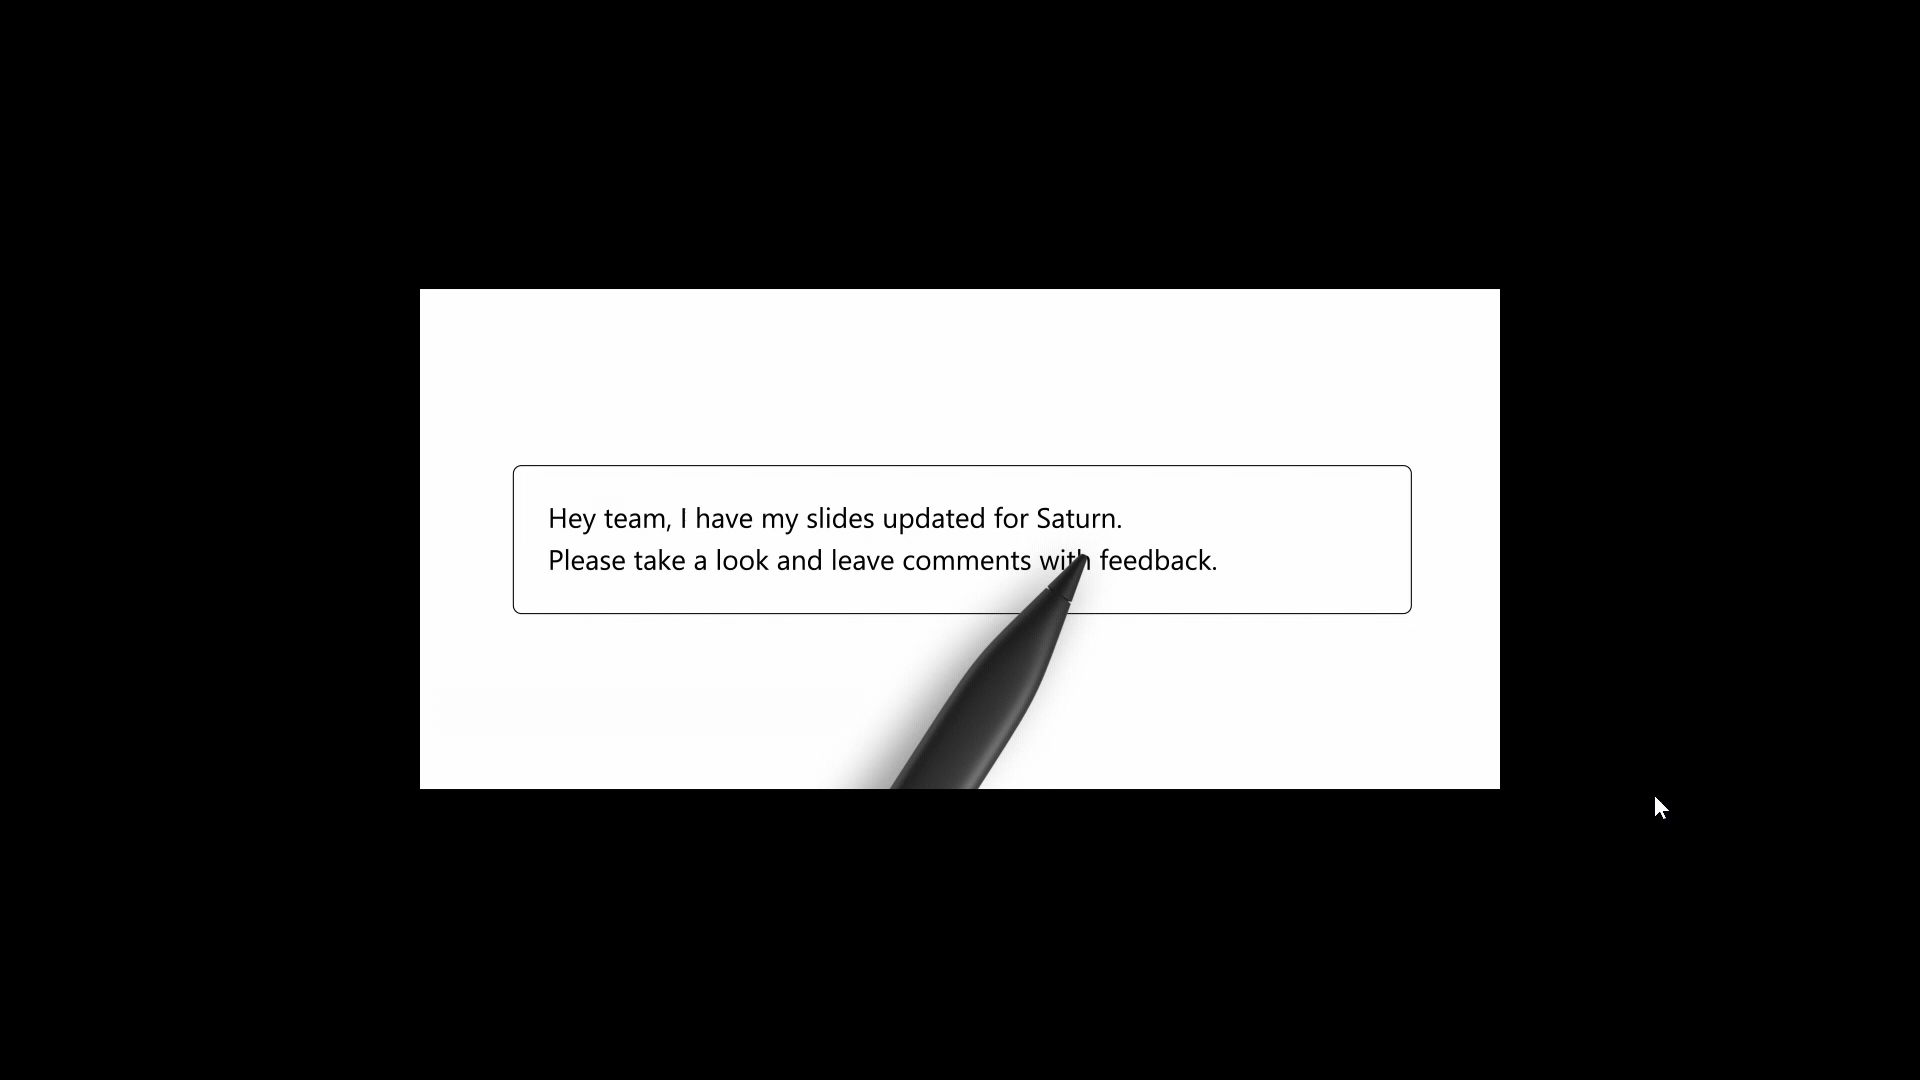 Hey team, I have my slides updated for Saturn.
Please take a look and leave comments with feedback.